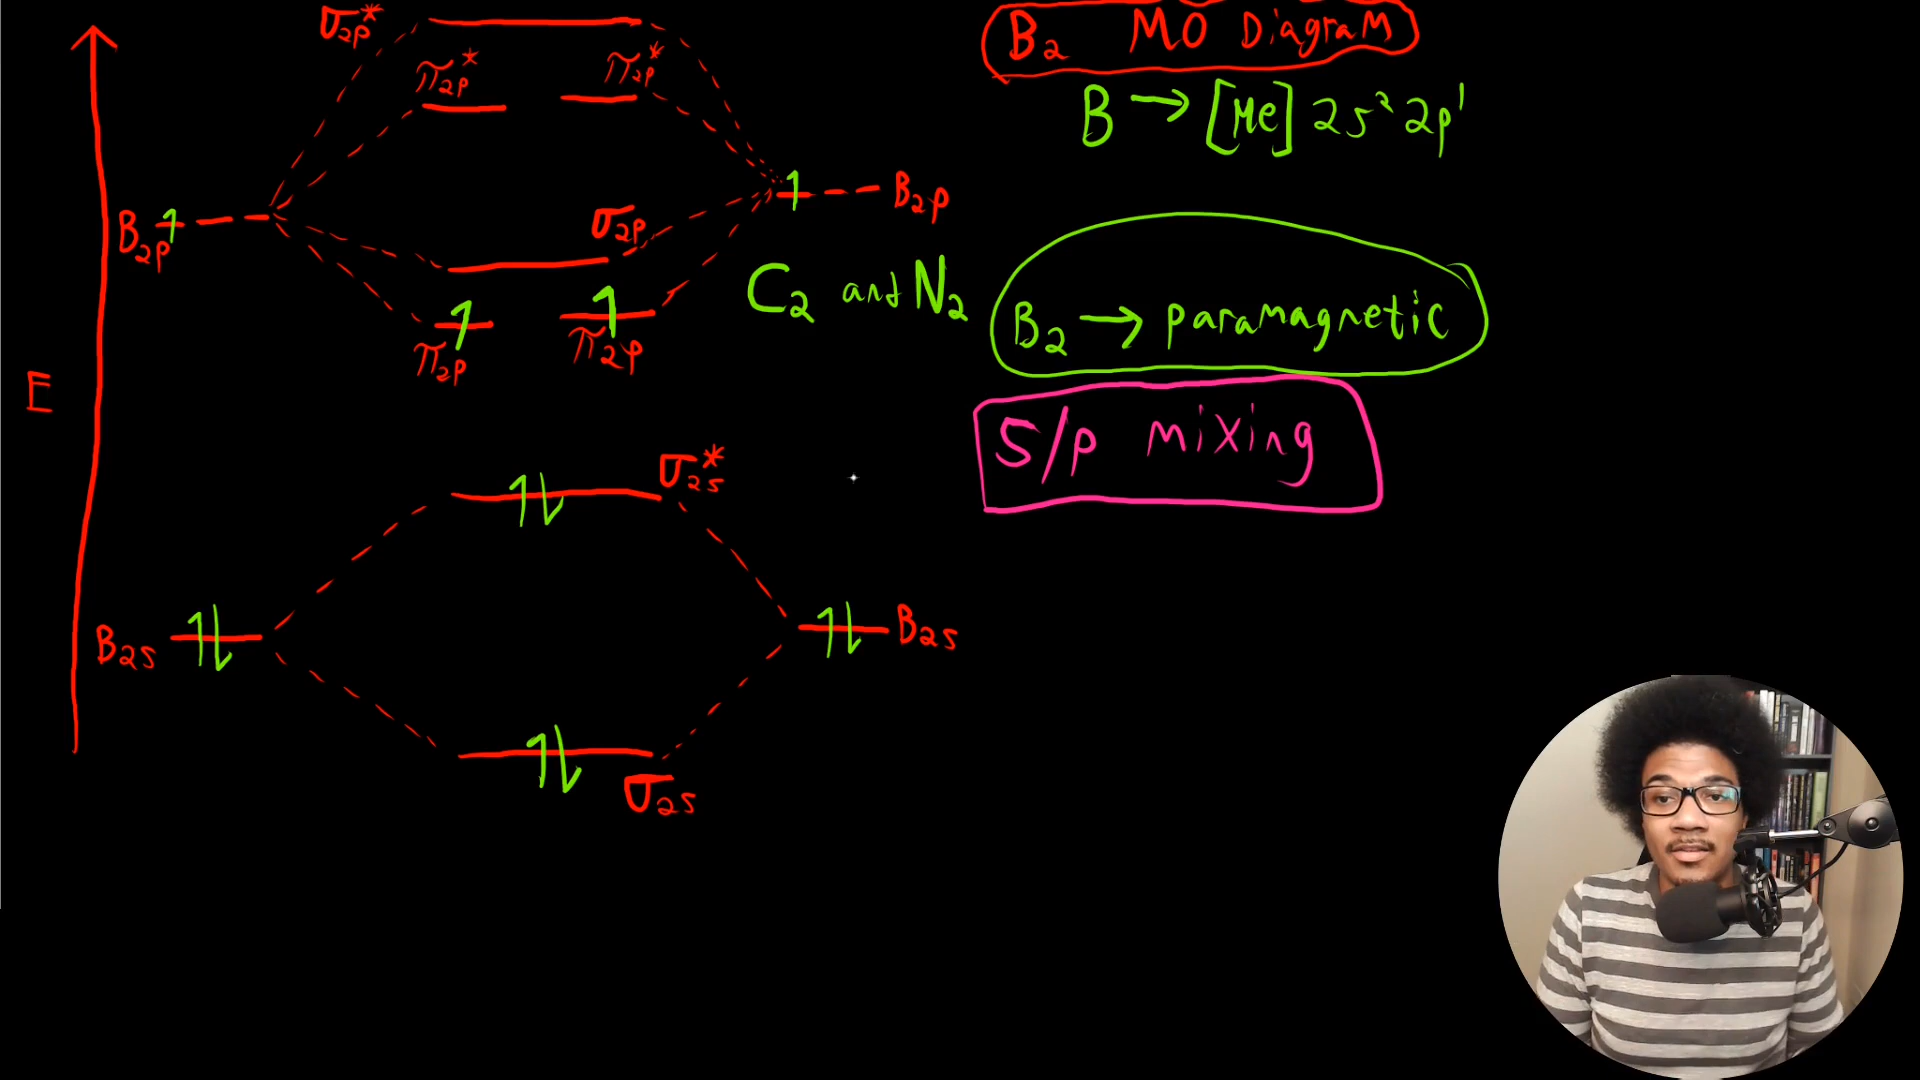 B₂ MO DiagraM
B → [He] 2s² 2p¹
σ₂ₚ*
π₂ₚ* π₂ₚ*
B₂ₚ
B₂ₚ
σ₂ₚ
C₂ and N₂
B₂ → paramagnetic
π₂ₚ π₂ₚ
E
S/p mixing
σ₂ₛ*
B₂ₛ
B₂ₛ
σ₂ₛ